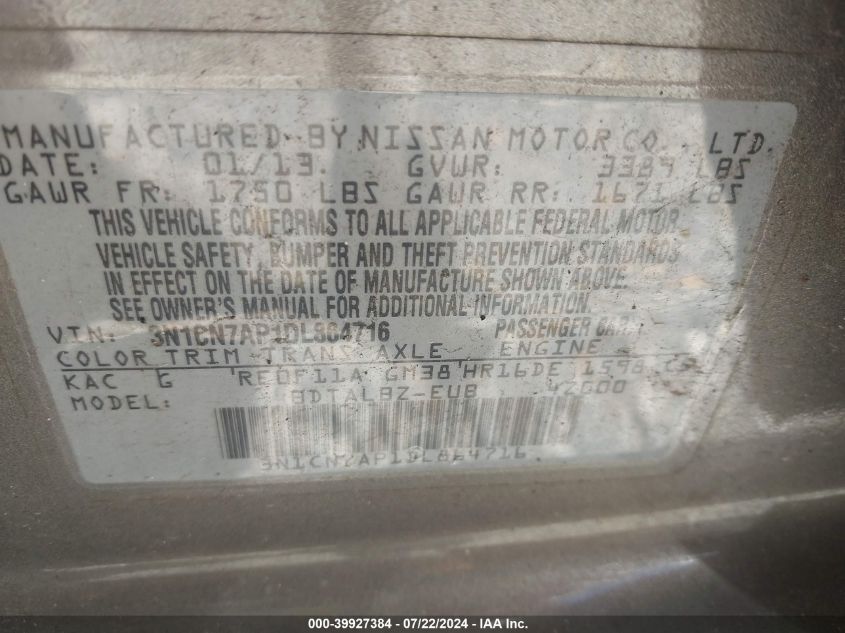 MANUFACTURED BY NISSAN MOTOR CO., LTD.
DATE: 01/13 GVWR: 3389 LBS
GAWR FR: 1750 LBS GAWR RR: 1671 LBS
THIS VEHICLE CONFORMS TO ALL APPLICABLE FEDERAL MOTOR
VEHICLE SAFETY, BUMPER AND THEFT PREVENTION STANDARDS
IN EFFECT ON THE DATE OF MANUFACTURE SHOWN ABOVE.
SEE OWNER'S MANUAL FOR ADDITIONAL INFORMATION.
VIN: 3N1CN7AP1DL864716 PASSENGER CAR
COLOR TRIM TRANS AXLE ENGINE
KAC G RE0F11A GM38 HR16DE 1598 CC
MODEL: BDTALBZ-EUB 4Z600
3N1CN7AP1DL864716
000-39927384 / 07/22/2024 - IAA Inc.